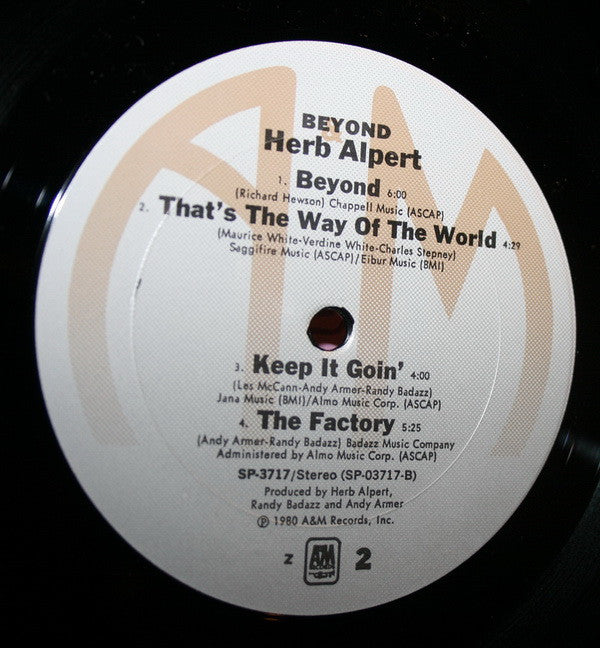 BEYOND
Herb Alpert
1. Beyond 6:00
(Richard Hewson) Chappell Music (ASCAP)
2. That's The Way Of The World 4:29
(Maurice White-Verdine White-Charles Stepney)
Saggifire Music (ASCAP)/Eibur Music (BMI)
3. Keep It Goin' 4:00
(Les McCann-Andy Armer-Randy Badazz)
Jana Music (BMI)/Almo Music Corp. (ASCAP)
4. The Factory 5:25
(Andy Armer-Randy Badazz) Badazz Music Company
Administered by Almo Music Corp. (ASCAP)
SP-3717/Stereo (SP-03717-B)
Produced by Herb Alpert,
Randy Badazz and Andy Armer
℗ 1980 A&M Records, Inc.
Z A&M 2